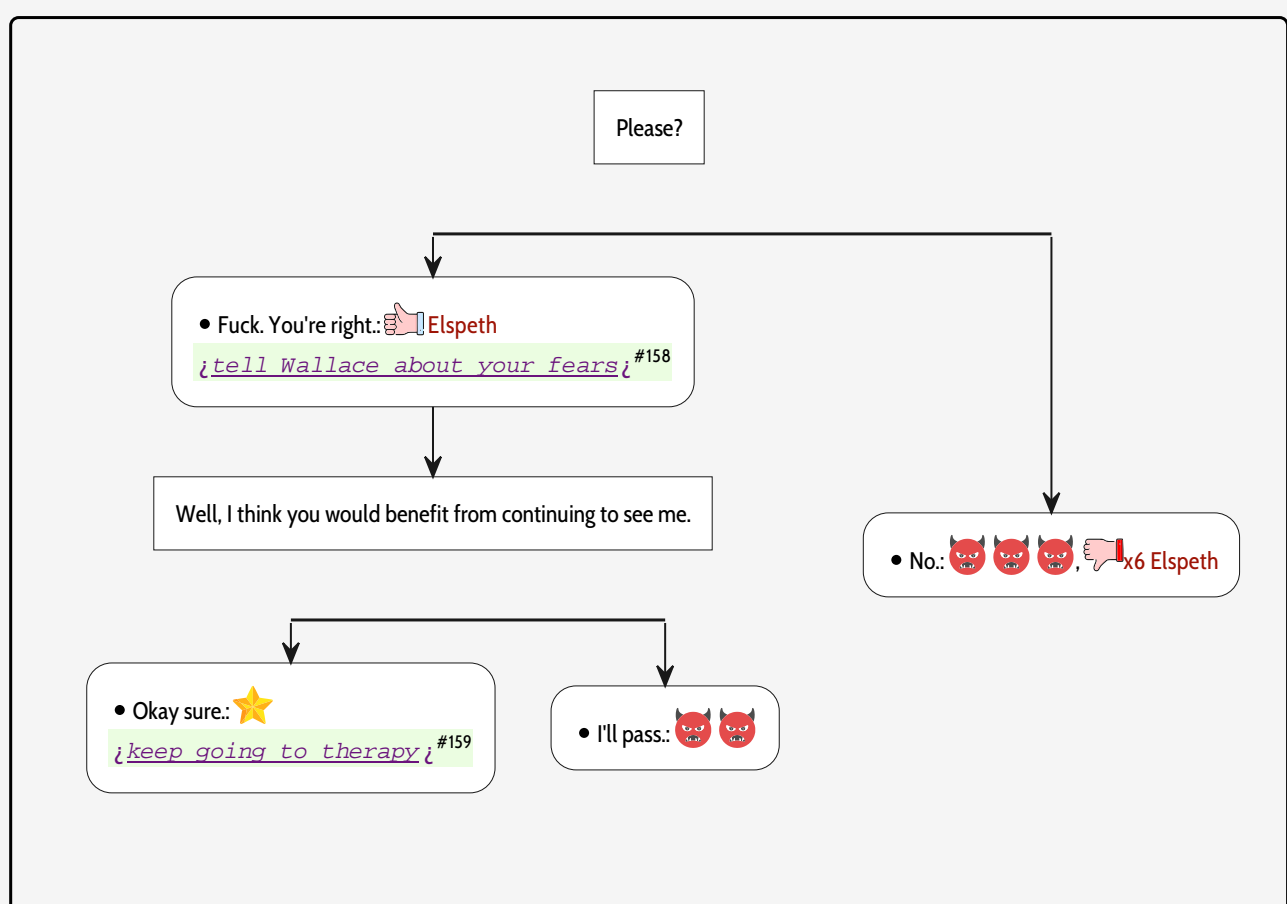 Please?
• Fuck. You're right.: Elspeth
¿tell Wallace about your fears¿#158
Well, I think you would benefit from continuing to see me.
• No.: , x6 Elspeth
• Okay sure.:
¿keep going to therapy¿#159
• I'll pass.: